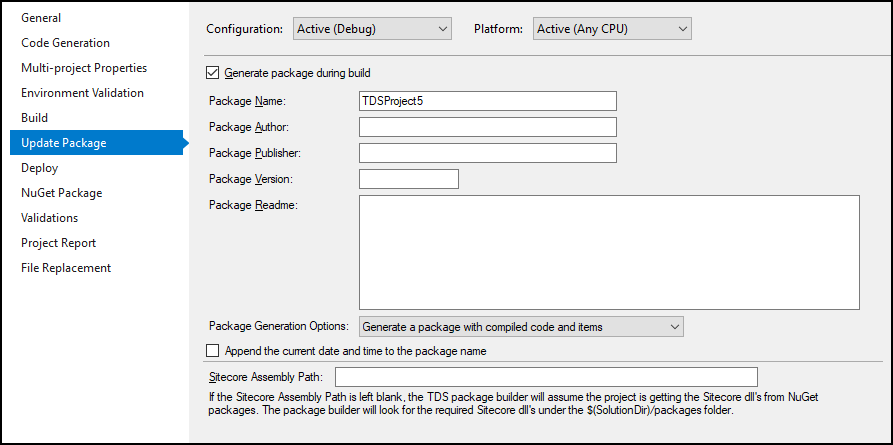 General
Code Generation
Multi-project Properties
Environment Validation
Build
Update Package
Deploy
NuGet Package
Validations
Project Report
File Replacement
Configuration: Active (Debug) Platform: Active (Any CPU)
Generate package during build
Package Name: TDSProject5
Package Author:
Package Publisher:
Package Version:
Package Readme:
Package Generation Options: Generate a package with compiled code and items
Append the current date and time to the package name
Sitecore Assembly Path:
If the Sitecore Assembly Path is left blank, the TDS package builder will assume the project is getting the Sitecore dll's from NuGet
packages. The package builder will look for the required Sitecore dll's under the $(SolutionDir)/packages folder.